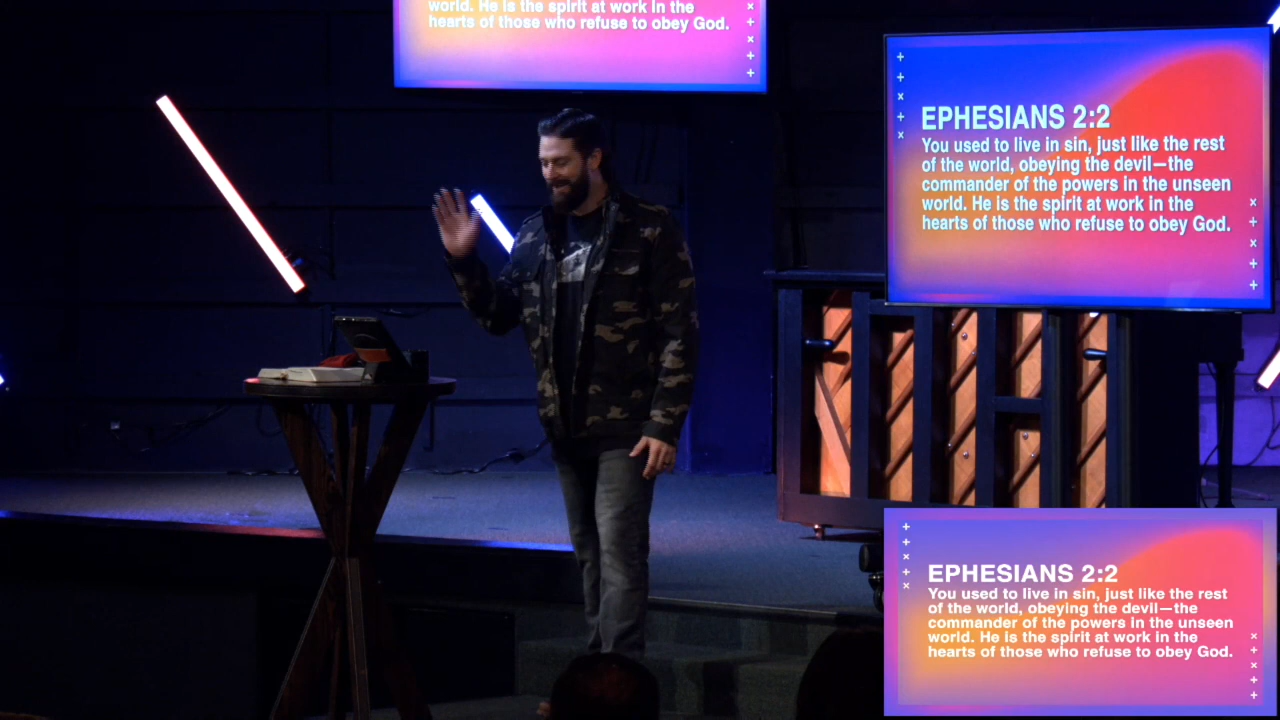 world. He is the spirit at work in the
hearts of those who refuse to obey God.
EPHESIANS 2:2
You used to live in sin, just like the rest
of the world, obeying the devil—the
commander of the powers in the unseen
world. He is the spirit at work in the
hearts of those who refuse to obey God.
EPHESIANS 2:2
You used to live in sin, just like the rest
of the world, obeying the devil—the
commander of the powers in the unseen
world. He is the spirit at work in the
hearts of those who refuse to obey God.